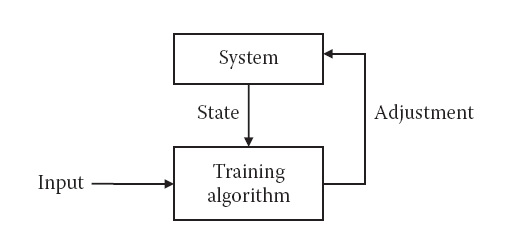 System
State
Adjustment
Input
Training
algorithm